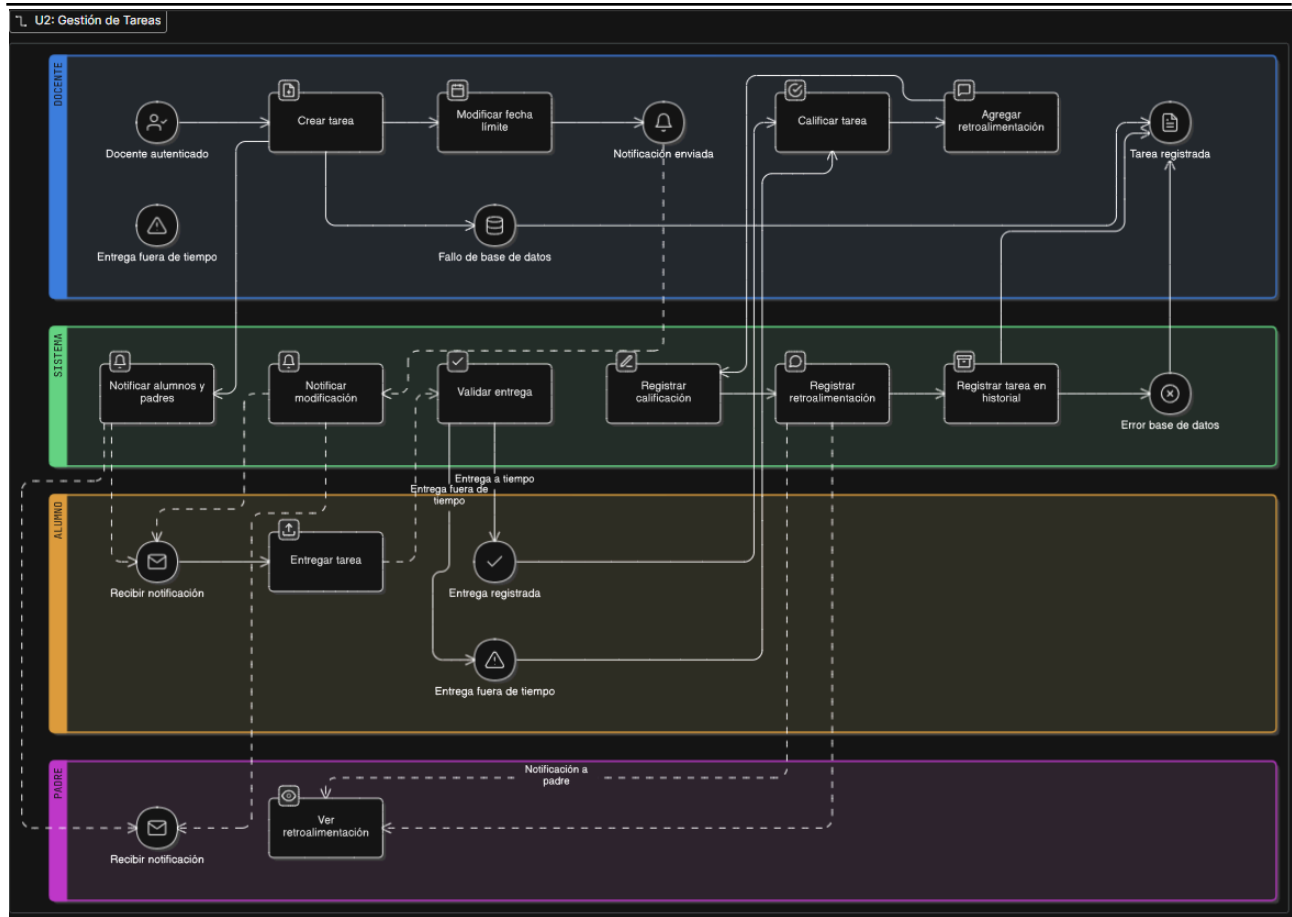 U2: Gestión de Tareas
DOCENTE
Docente autenticado
Crear tarea
Modificar fecha
límite
Notificación enviada
Calificar tarea
Agregar
retroalimentación
Tarea registrada
Entrega fuera de tiempo
Fallo de base de datos
SISTEMA
Notificar alumnos y
padres
Notificar
modificación
Validar entrega
Registrar
calificación
Registrar
retroalimentación
Registrar tarea en
historial
Error base de datos
Entrega a tiempo
Entrega fuera de
tiempo
ALUMNO
Recibir notificación
Entregar tarea
Entrega registrada
Entrega fuera de tiempo
PADRE
Notificación a
padre
Recibir notificación
Ver
retroalimentación